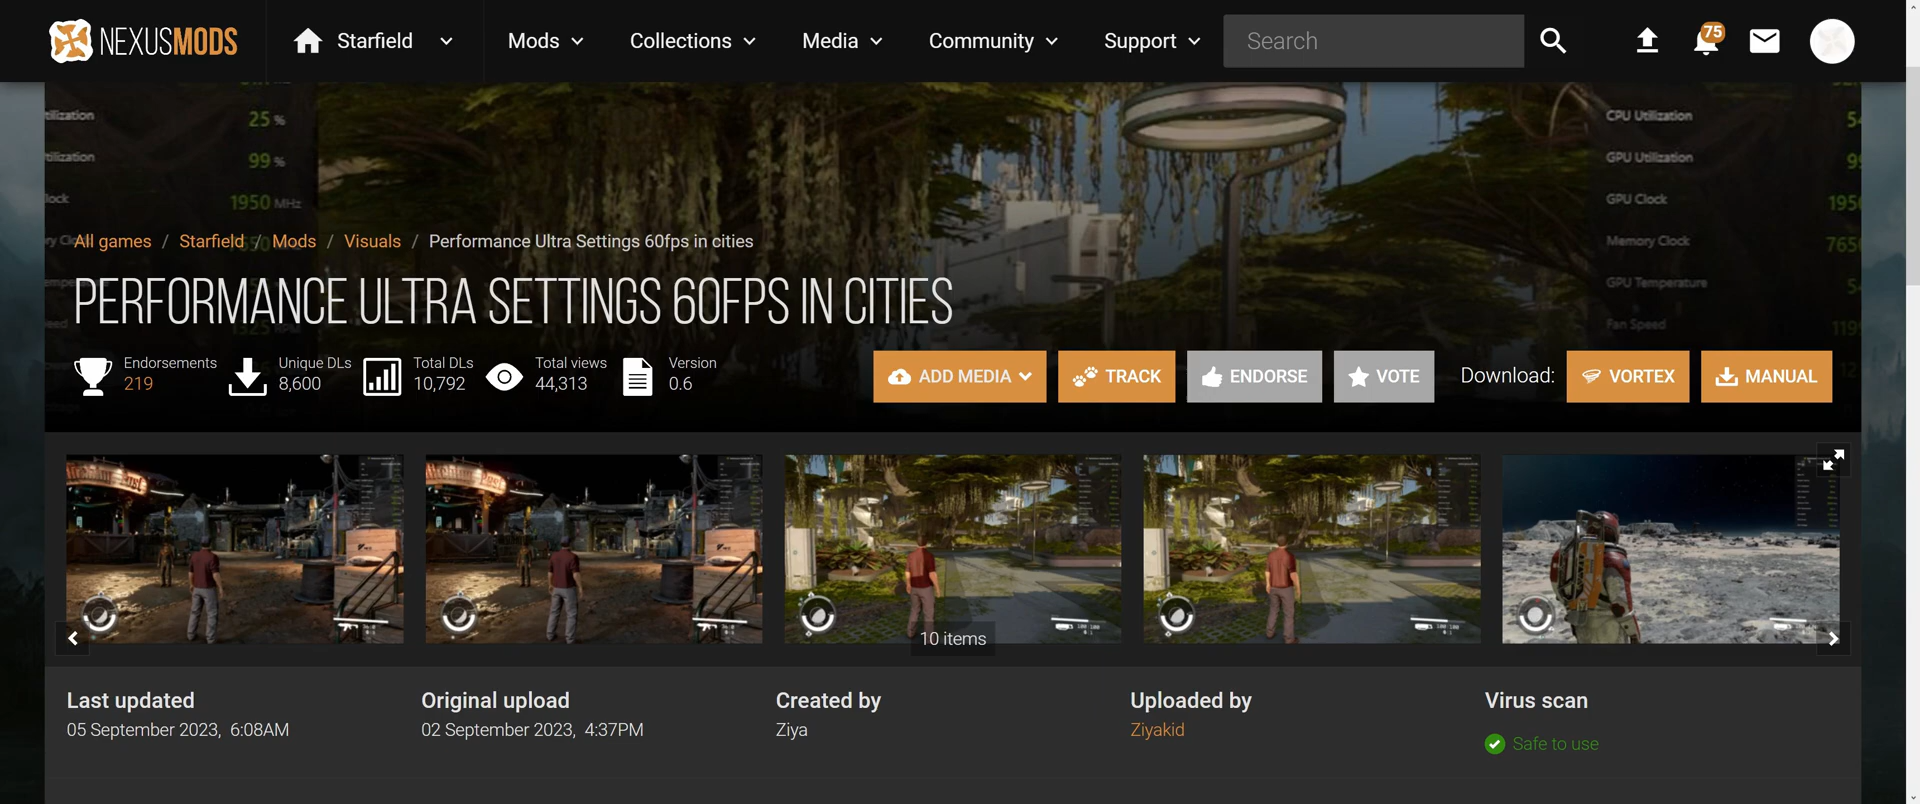 NEXUSMODS
Starfield
Mods
Collections
Media
Community
Support
Search
75
25 %
99 %
1950 MHz
CPU Utilization
GPU Utilization
GPU Clock
Memory Clock
GPU Temperature
Fan Speed
All games / Starfield / Mods / Visuals / Performance Ultra Settings 60fps in cities
PERFORMANCE ULTRA SETTINGS 60FPS IN CITIES
Endorsements
219
Unique DLs
8,600
Total DLs
10,792
Total views
44,313
Version
0.6
ADD MEDIA
TRACK
ENDORSE
VOTE
Download:
VORTEX
MANUAL
10 items
Last updated
05 September 2023, 6:08AM
Original upload
02 September 2023, 4:37PM
Created by
Ziya
Uploaded by
Ziyakid
Virus scan
Safe to use